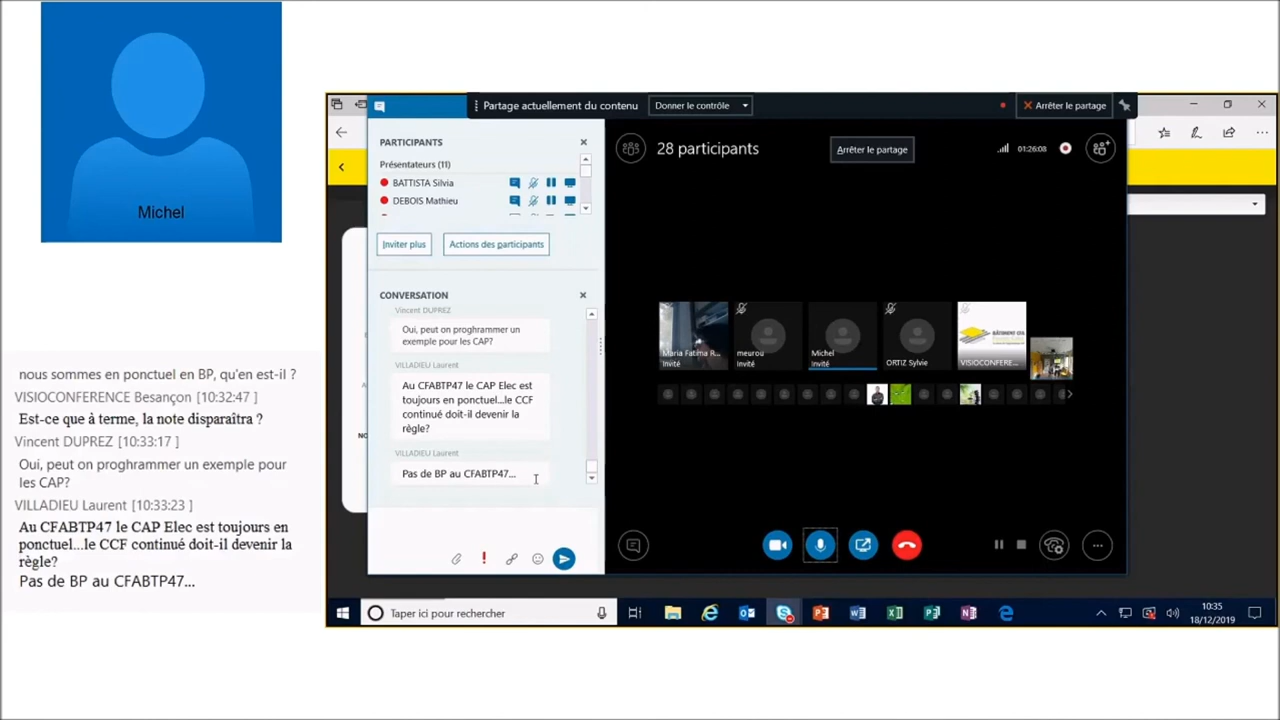 Michel
nous sommes en ponctuel en BP, qu'en est-il ?
VISIOCONFERENCE Besançon [10:32:47 ]
Est-ce que à terme, la note disparaîtra ?
Vincent DUPREZ [10:33:17 ]
Oui, peut on proghrammer un exemple pour
les CAP?
VILLADIEU Laurent [10:33:23 ]
Au CFABTP47 le CAP Elec est toujours en
ponctuel...le CCF continué doit-il devenir la
règle?
Pas de BP au CFABTP47...
Partage actuellement du contenu
Donner le contrôle
Arrêter le partage
PARTICIPANTS
Présentateurs (11)
BATTISTA Silvia
DEBOIS Mathieu
Inviter plus
Actions des participants
CONVERSATION
Vincent DUPREZ
Oui, peut on proghrammer un
exemple pour les CAP?
VILLADIEU Laurent
Au CFABTP47 le CAP Elec est
toujours en ponctuel...le CCF
continué doit-il devenir la
règle?
VILLADIEU Laurent
Pas de BP au CFABTP47...
28 participants
Arrêter le partage
01:26:08
Maria Fatima R...
Invité
meurou
Invité
Michel
Invité
ORTIZ Sylvie
BÂTIMENT CFA
VISIOCONFERE...
Taper ici pour rechercher
10:35
18/12/2019